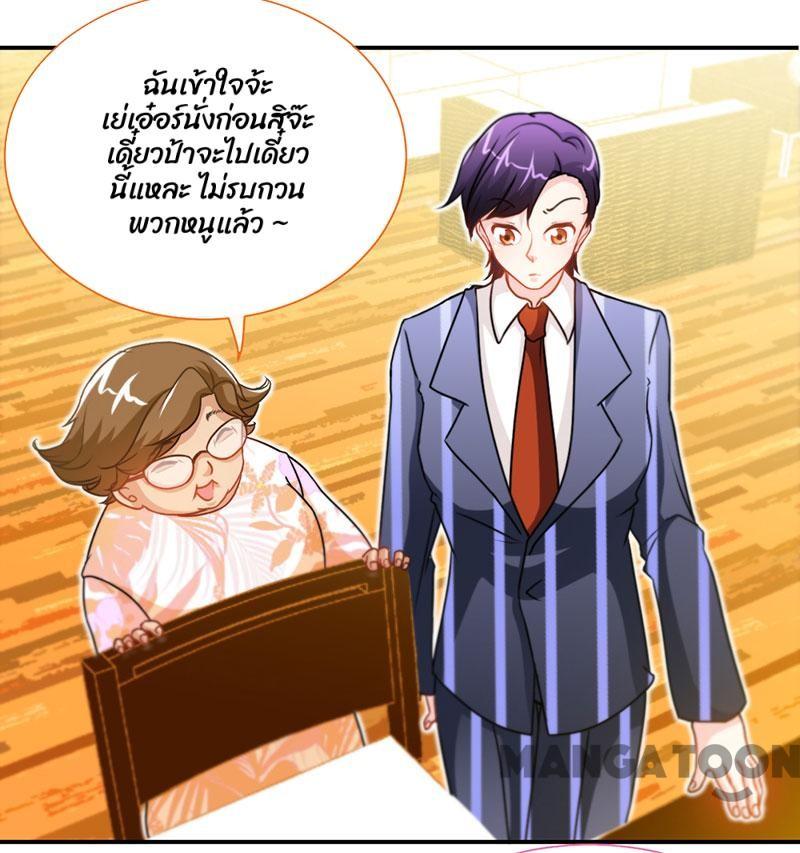 ฉันเข้าใจจ้ะ
เย่เอ๋อร์นั่งก่อนสิจ๊ะ
เดี๋ยวป้าจะไปเดี๋ยว
นี้แหละ ไม่รบกวน
พวกหนูแล้ว ~
MANGATOON